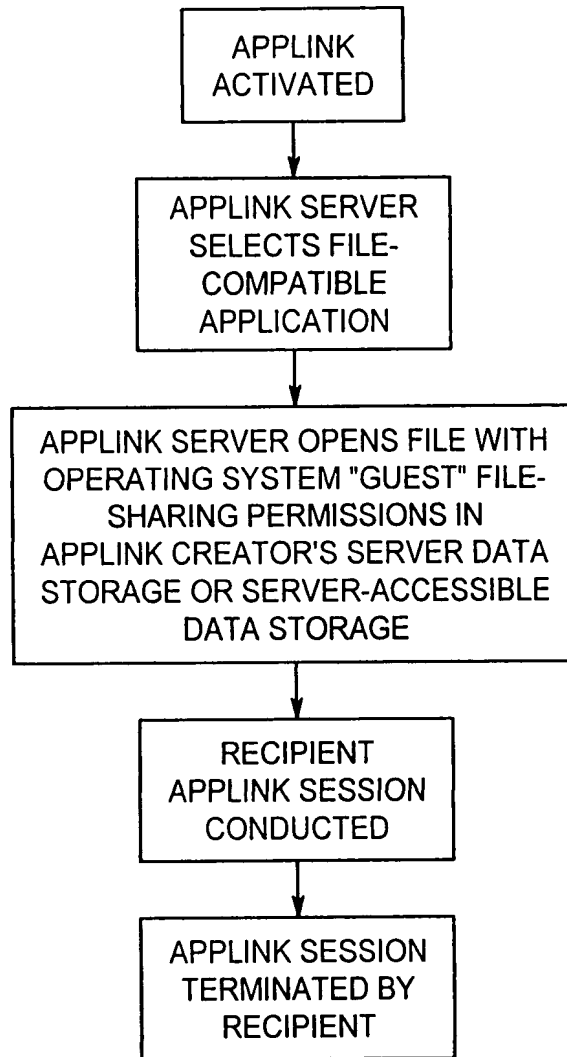 APPLINK
ACTIVATED
APPLINK SERVER
SELECTS FILE-
COMPATIBLE
APPLICATION
APPLINK SERVER OPENS FILE WITH
OPERATING SYSTEM "GUEST" FILE-
SHARING PERMISSIONS IN
APPLINK CREATOR'S SERVER DATA
STORAGE OR SERVER-ACCESSIBLE
DATA STORAGE
RECIPIENT
APPLINK SESSION
CONDUCTED
APPLINK SESSION
TERMINATED BY
RECIPIENT